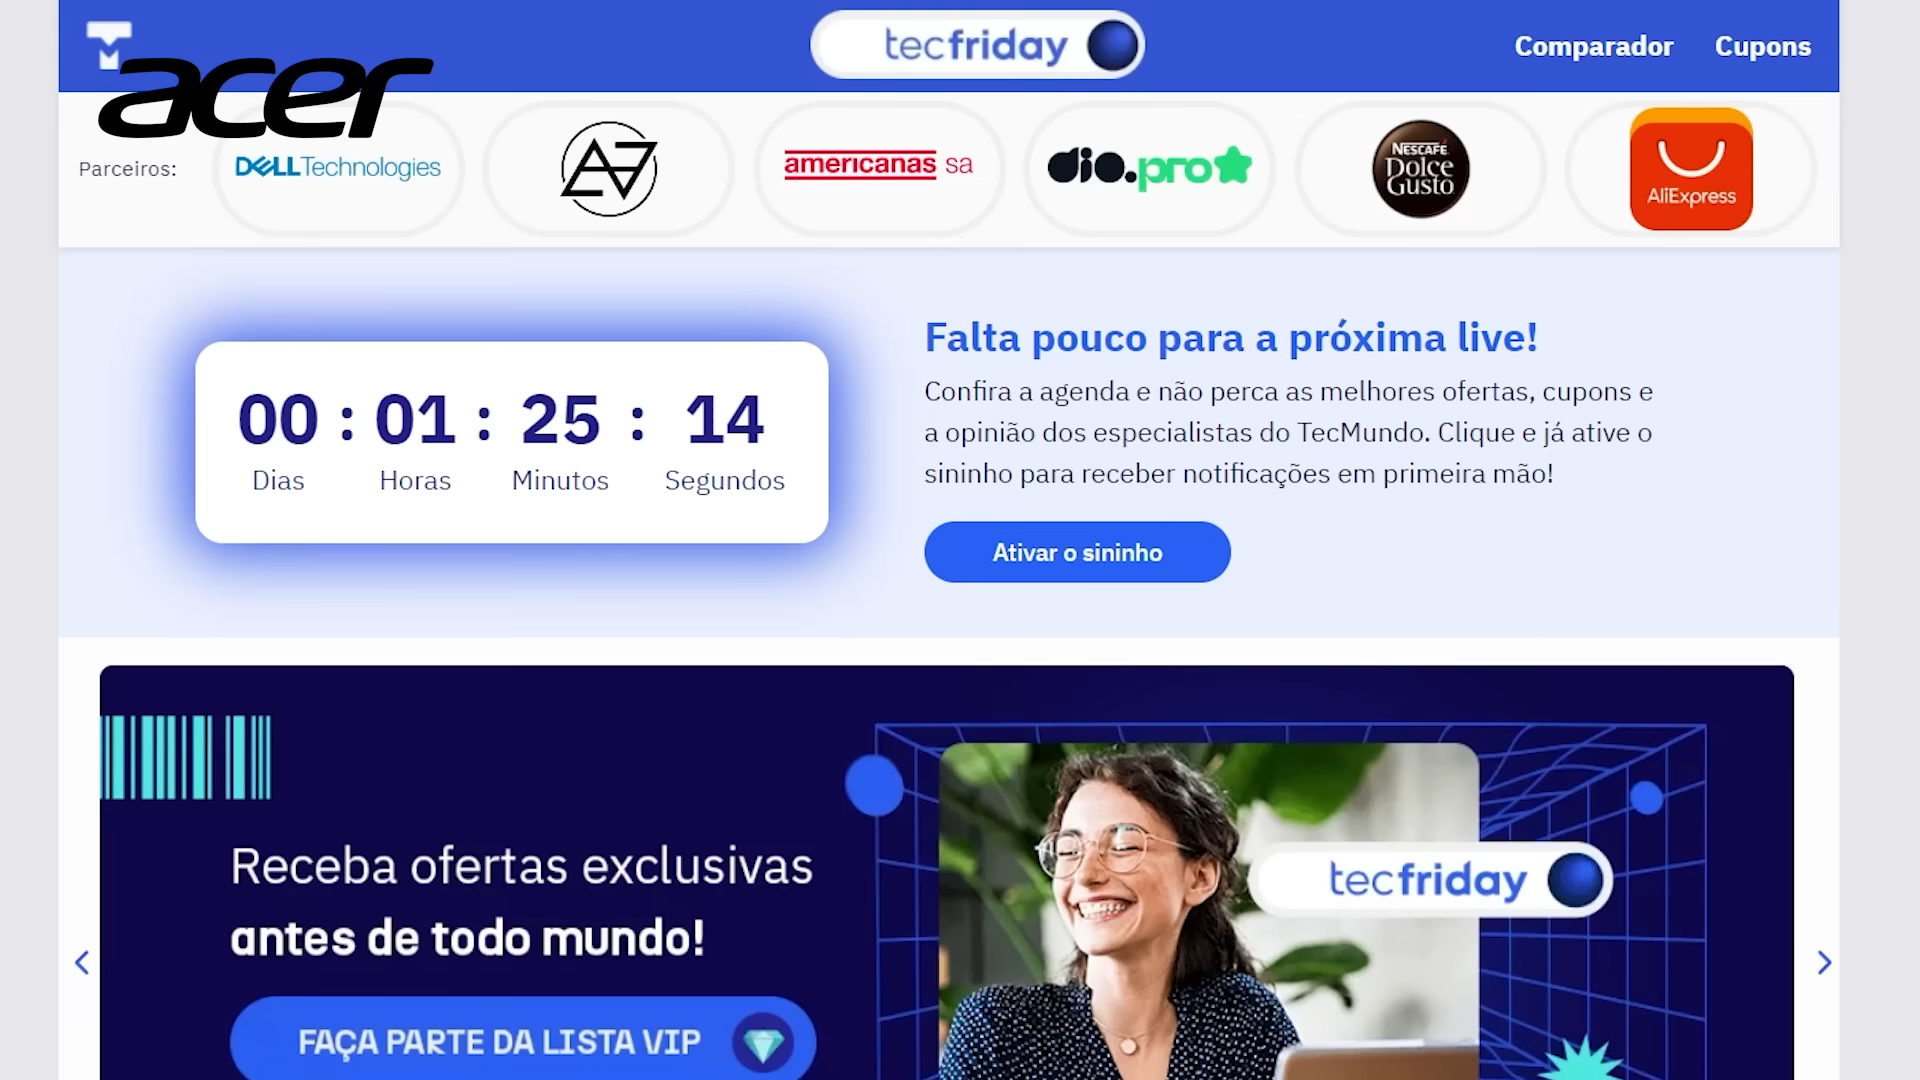 tecfriday
Comparador
Cupons
acer
Parceiros:
DELLTechnologies
americanas sa
dio.pro
NESCAFÉ
Dolce
Gusto
AliExpress
00 : 01 : 25 : 14
Dias
Horas
Minutos
Segundos
Falta pouco para a próxima live!
Confira a agenda e não perca as melhores ofertas, cupons e
a opinião dos especialistas do TecMundo. Clique e já ative o
sininho para receber notificações em primeira mão!
Ativar o sininho
Receba ofertas exclusivas
antes de todo mundo!
FAÇA PARTE DA LISTA VIP
tecfriday